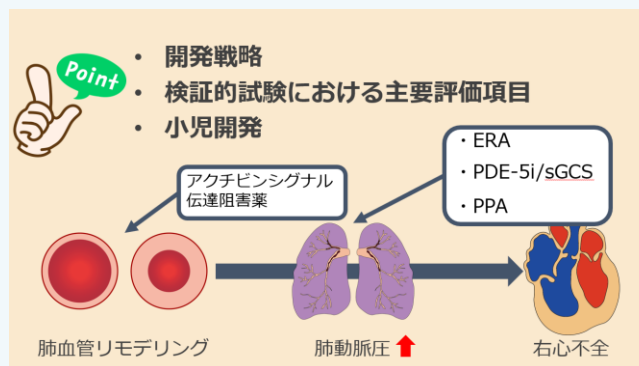 Point
・ 開発戦略
・ 検証的試験における主要評価項目
・ 小児開発
アクチビンシグナル
伝達阻害薬
・ERA
・PDE-5i/sGCS
・PPA
肺血管リモデリング
肺動脈圧
右心不全